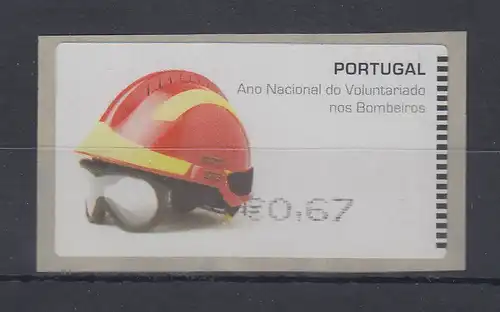 PORTUGAL
Ano Nacional do Voluntariado
nos Bombeiros
€0,67